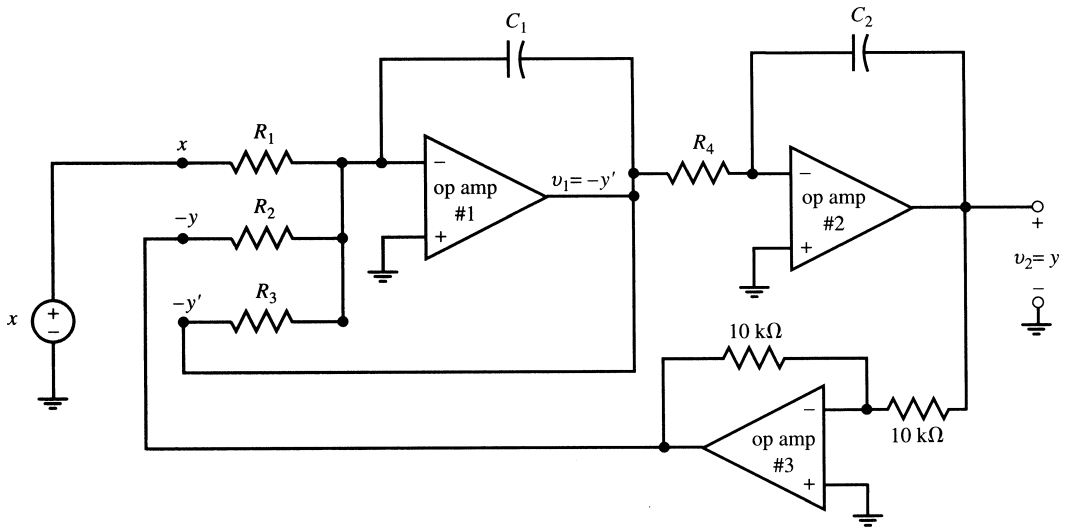 C₁
C₂
x
R₁
−
op amp
#1
+
υ₁= −y′
R₄
−
op amp
#2
+
−y
R₂
+
υ₂= y
−
−y′
R₃
x
+
−
10 kΩ
−
op amp
#3
+
10 kΩ